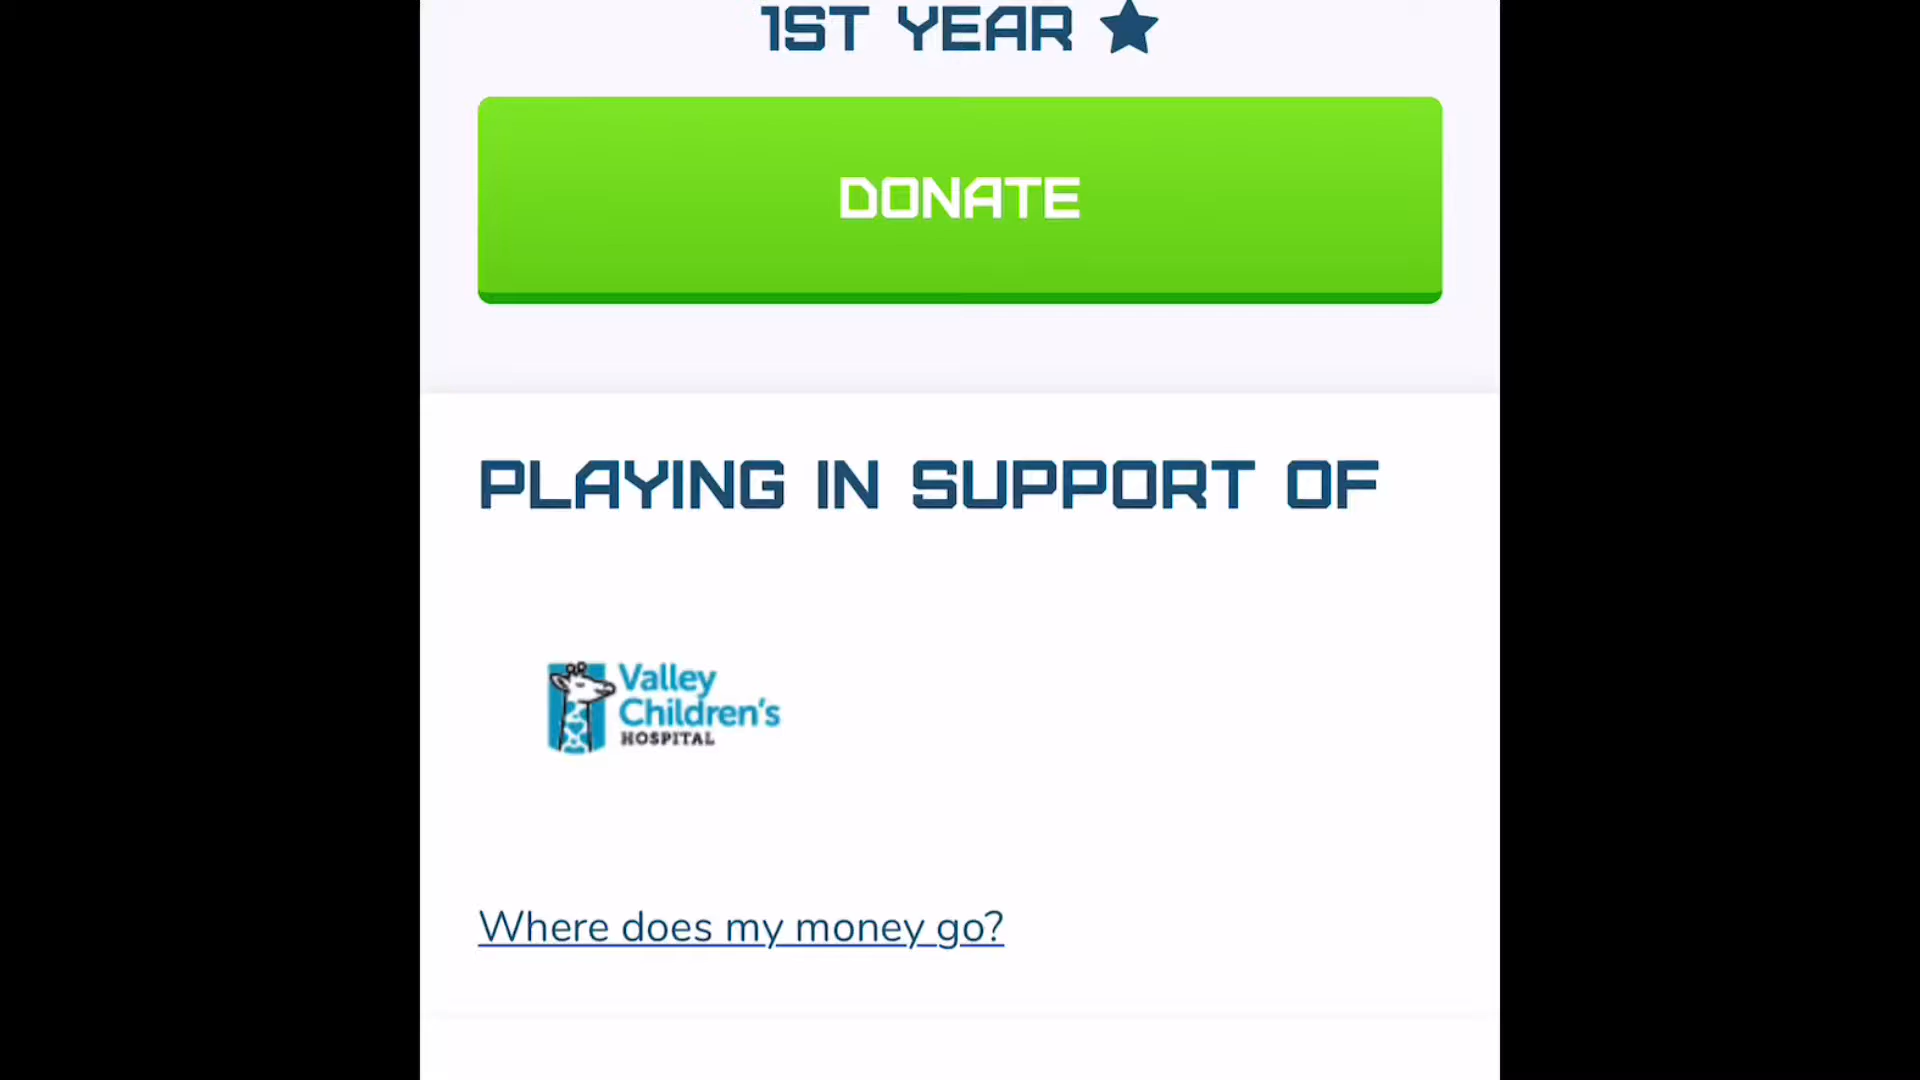 1ST YEAR
DONATE
PLAYING IN SUPPORT OF
Valley
Children's
HOSPITAL
Where does my money go?